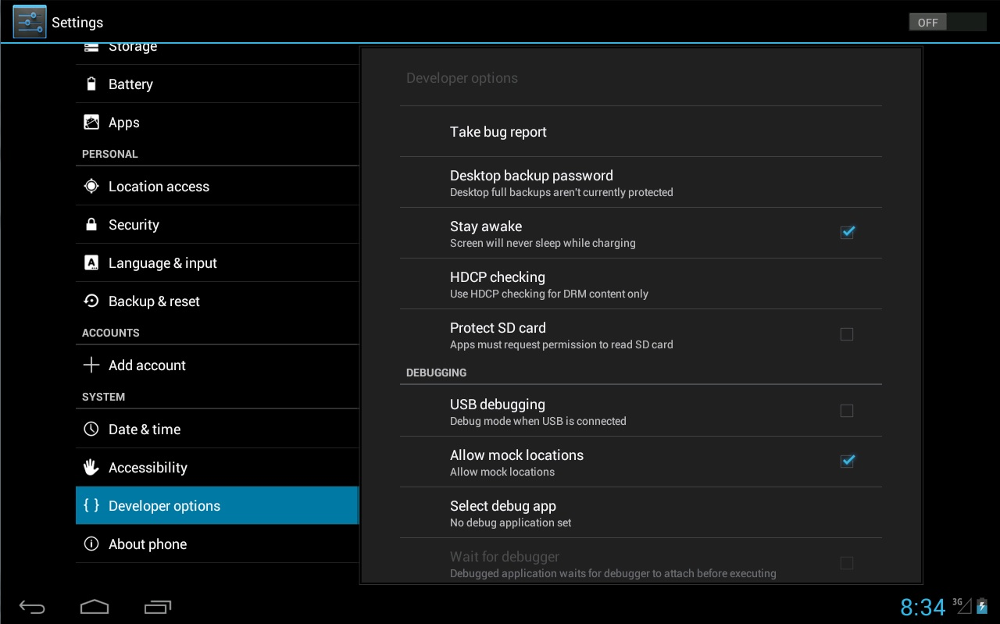 Settings
OFF
Storage
Battery
Apps
PERSONAL
Location access
Security
Language & input
Backup & reset
ACCOUNTS
Add account
SYSTEM
Date & time
Accessibility
{ } Developer options
About phone
Developer options
Take bug report
Desktop backup password
Desktop full backups aren't currently protected
Stay awake
Screen will never sleep while charging
HDCP checking
Use HDCP checking for DRM content only
Protect SD card
Apps must request permission to read SD card
DEBUGGING
USB debugging
Debug mode when USB is connected
Allow mock locations
Allow mock locations
Select debug app
No debug application set
Wait for debugger
Debugged application waits for debugger to attach before executing
8:34 3G